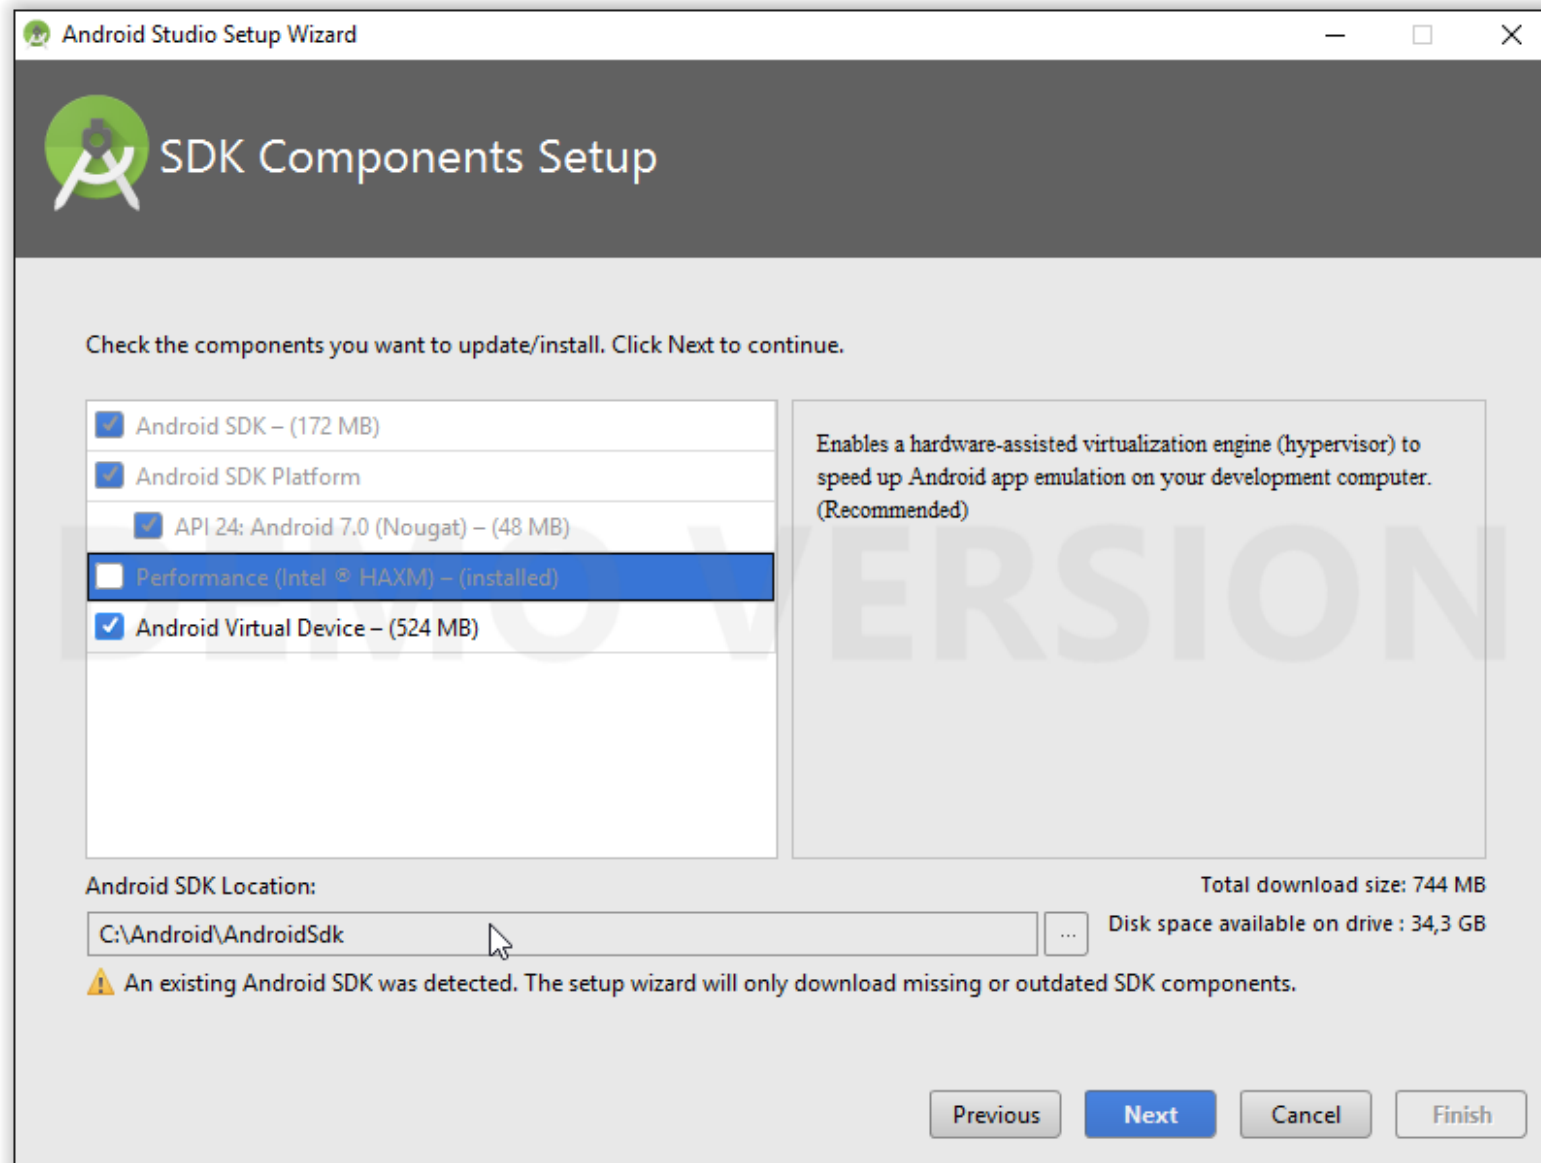 Android Studio Setup Wizard
SDK Components Setup
Check the components you want to update/install. Click Next to continue.
Android SDK – (172 MB)
Android SDK Platform
API 24: Android 7.0 (Nougat) – (48 MB)
Performance (Intel ® HAXM) – (installed)
Android Virtual Device – (524 MB)
Enables a hardware-assisted virtualization engine (hypervisor) to
speed up Android app emulation on your development computer.
(Recommended)
DEMO VERSION
Android SDK Location:
Total download size: 744 MB
C:\Android\AndroidSdk
...
Disk space available on drive : 34,3 GB
An existing Android SDK was detected. The setup wizard will only download missing or outdated SDK components.
Previous
Next
Cancel
Finish